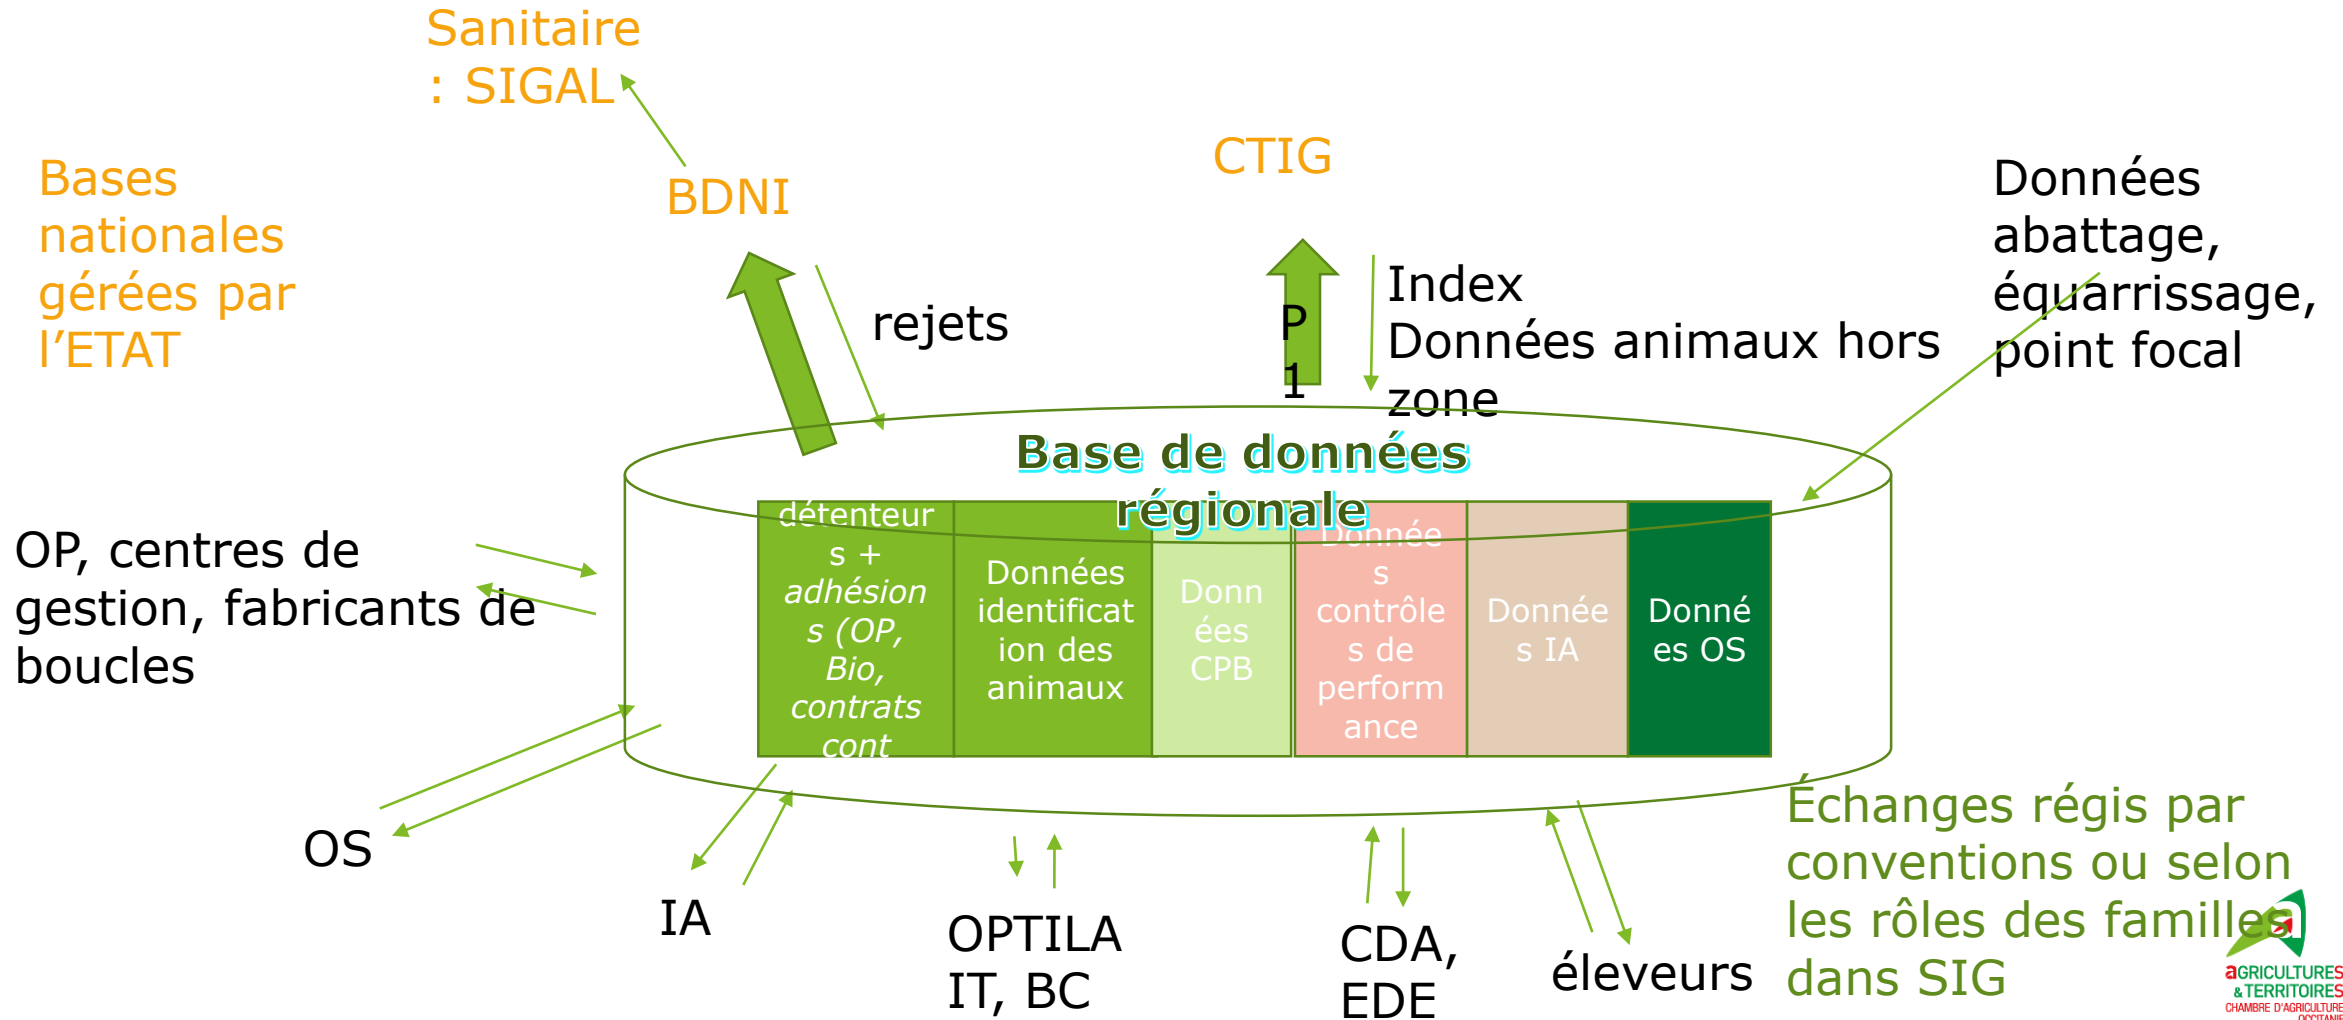 Sanitaire
: SIGAL
Bases
nationales
gérées par
l’ETAT
BDNI
CTIG
Données
abattage,
équarrissage,
point focal
rejets
P
1
Index
Données animaux hors
zone
Base de données
régionale
OP, centres de
gestion, fabricants de
boucles
détenteur
s +
adhésion
s (OP,
Bio,
contrats
cont
Données
identificat
ion des
animaux
Donn
ées
CPB
Donnée
s
contrôle
s de
perform
ance
Donnée
s IA
Donné
es OS
OS
IA
OPTILA
IT, BC
CDA,
EDE
éleveurs
Échanges régis par
conventions ou selon
les rôles des familles
dans SIG
aGRICULTURES
& TERRITOIRES
CHAMBRE D'AGRICULTURE
OCCITANIE